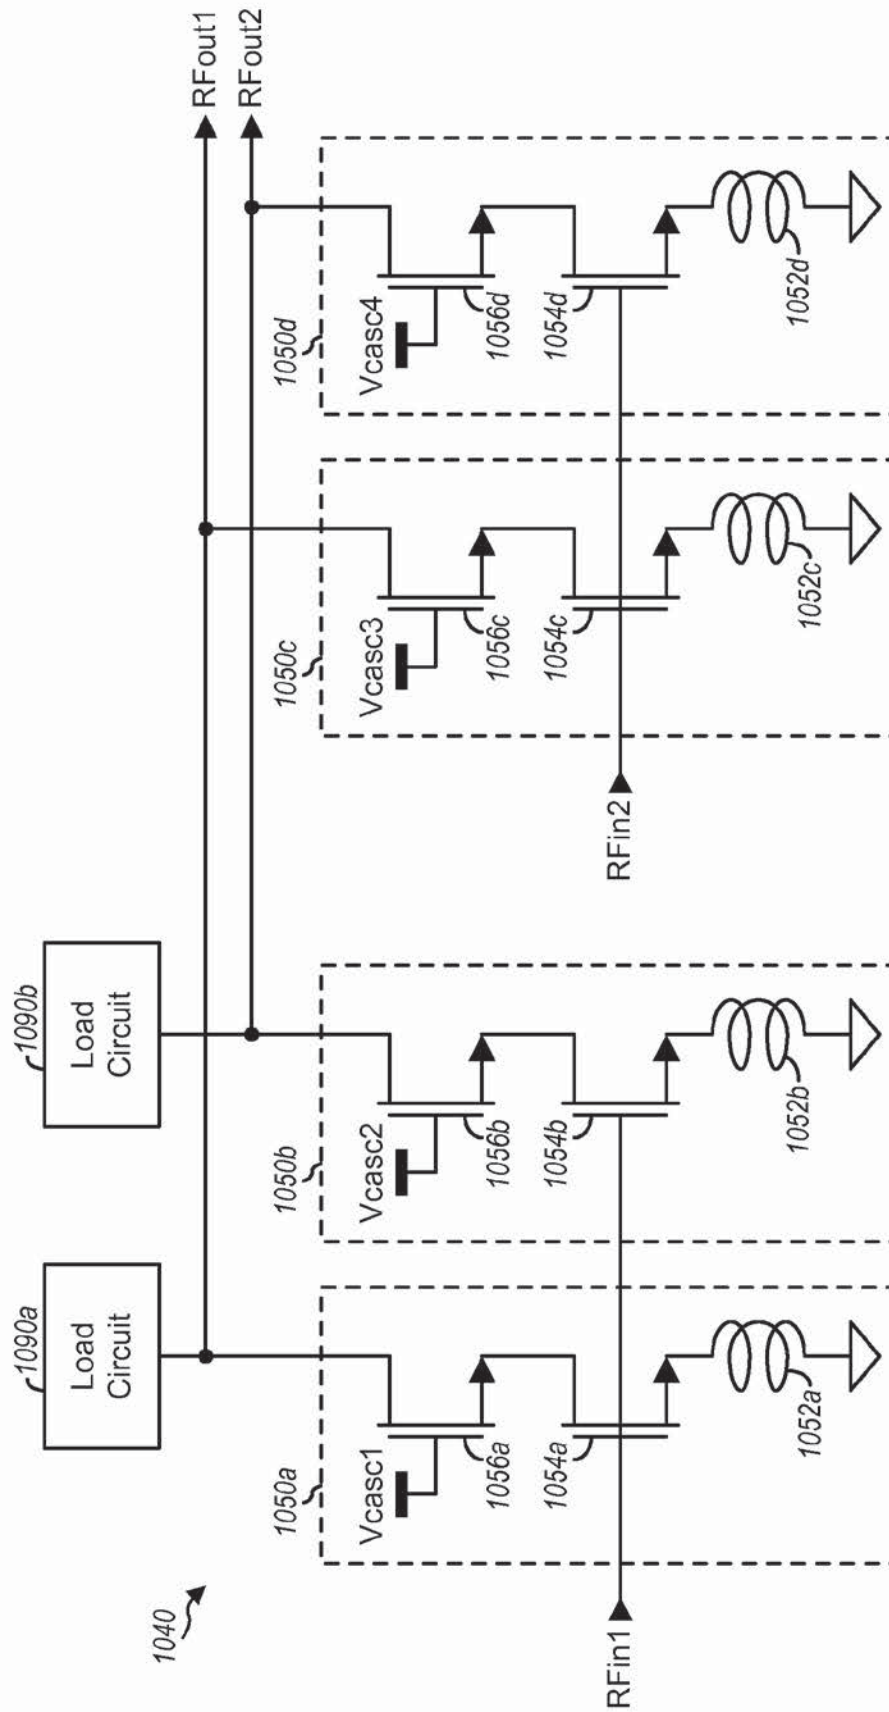 1040
1090a
Load
Circuit
1090b
Load
Circuit
RFout1
RFout2
1050a
Vcasc1
1056a
1054a
1052a
1050b
Vcasc2
1056b
1054b
1052b
1050c
Vcasc3
1056c
1054c
1052c
1050d
Vcasc4
1056d
1054d
1052d
RFin1
RFin2